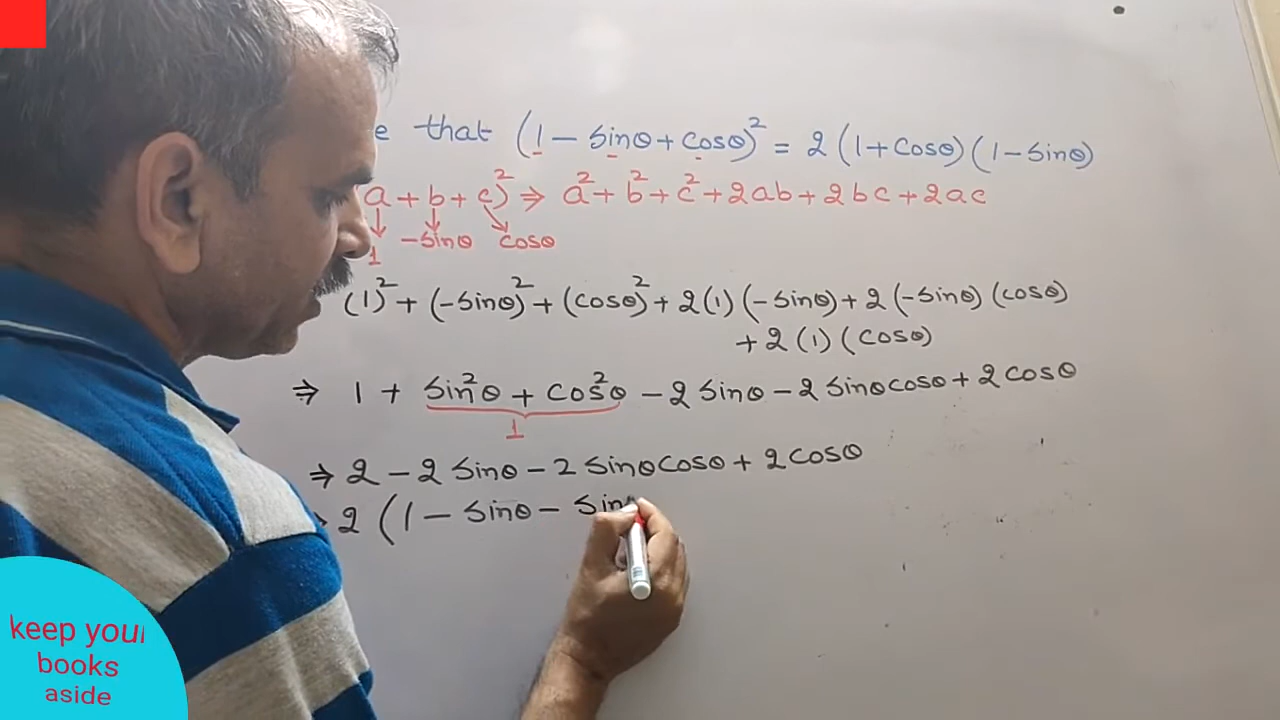 e that (1 - sinθ + cosθ)² = 2 (1 + cosθ) (1 - sinθ)
a + b + c)² ⇒ a² + b² + c² + 2ab + 2bc + 2ac
↓ ↓ ↘
1 -sinθ cosθ
(1)² + (-sinθ)² + (cosθ)² + 2(1) (-sinθ) + 2 (-sinθ) (cosθ)
+ 2 (1) (cosθ)
⇒ 1 + sin²θ + cos²θ - 2 sinθ - 2 sinθcosθ + 2 cosθ
1
⇒ 2 - 2 sinθ - 2 sinθcosθ + 2 cosθ
2 (1 - sinθ - sinθ
keep your
books
aside